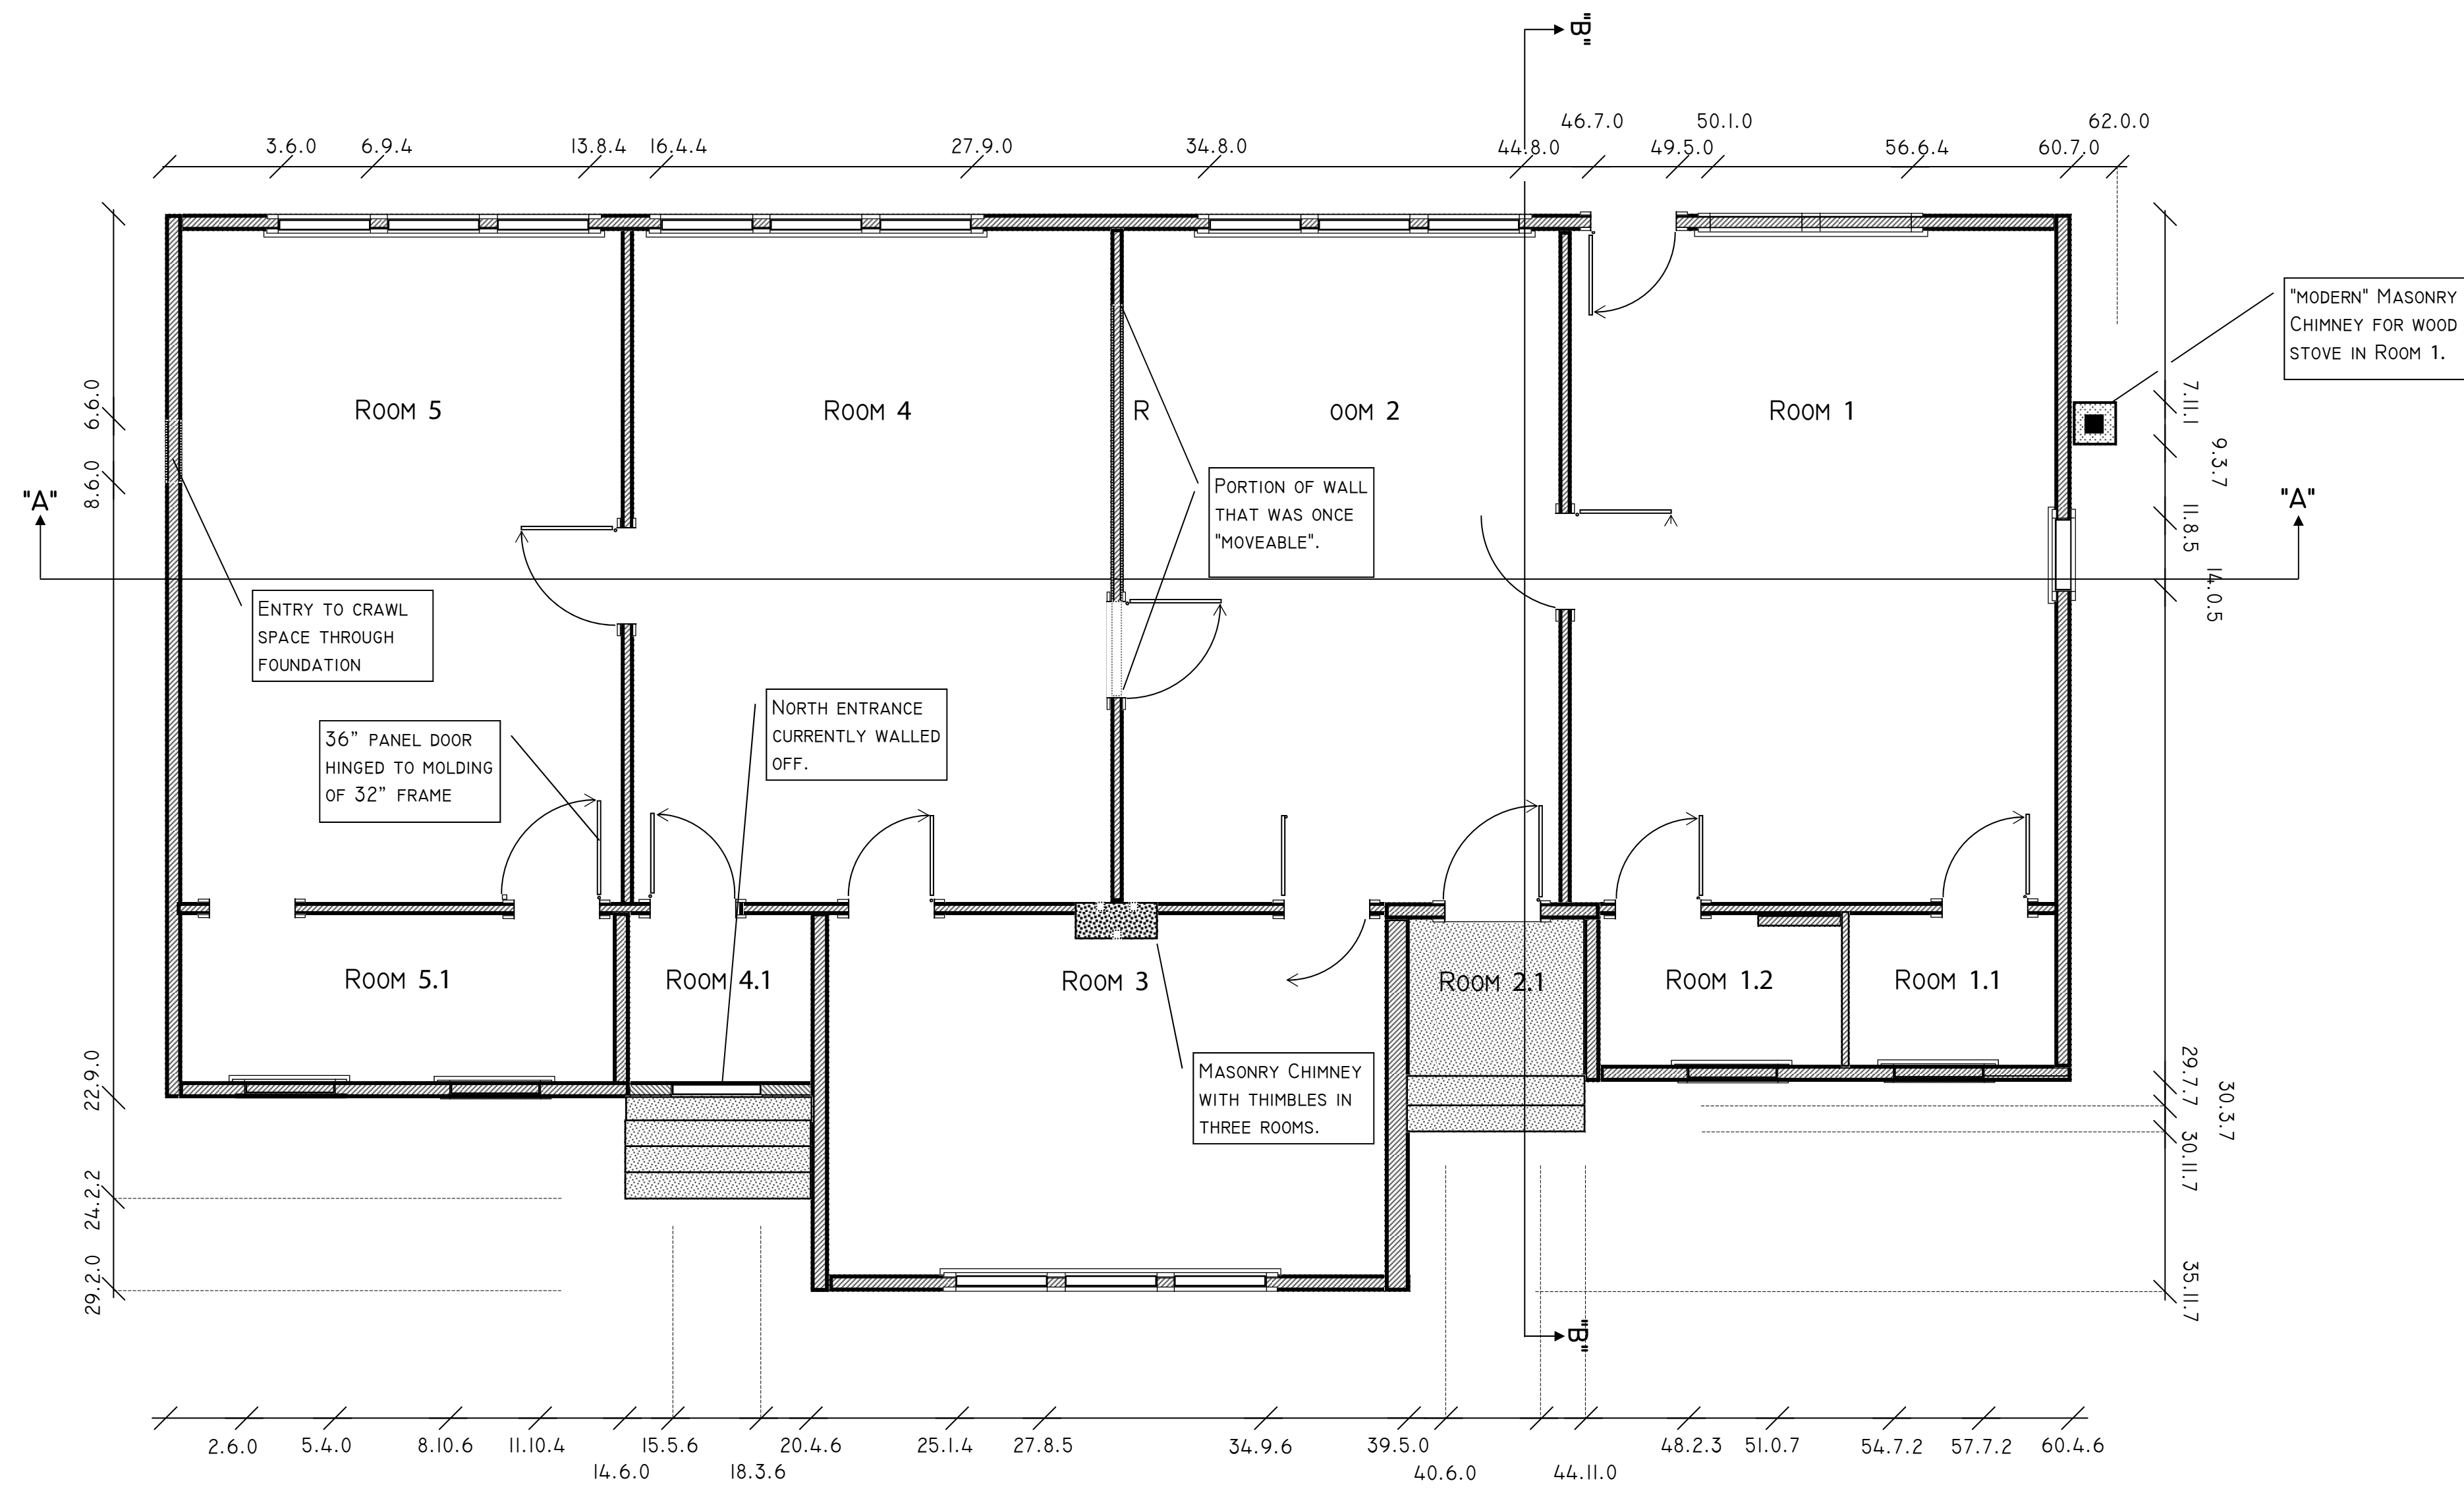 "B"
46.7.0 50.1.0 62.0.0
3.6.0 6.9.4 13.8.4 16.4.4 27.9.0 34.8.0 44.8.0 49.5.0 56.6.4 60.7.0
"MODERN" MASONRY
CHIMNEY FOR WOOD
STOVE IN ROOM 1.
6.6.0
8.6.0
7.11.1
9.3.7
11.8.5
14.0.5
ROOM 5 ROOM 4 R OOM 2 ROOM 1
"A" "A"
PORTION OF WALL
THAT WAS ONCE
"MOVEABLE".
ENTRY TO CRAWL
SPACE THROUGH
FOUNDATION
NORTH ENTRANCE
CURRENTLY WALLED
OFF.
36” PANEL DOOR
HINGED TO MOLDING
OF 32” FRAME
ROOM 5.1 ROOM 4.1 ROOM 3 ROOM 2.1 ROOM 1.2 ROOM 1.1
MASONRY CHIMNEY
WITH THIMBLES IN
THREE ROOMS.
22.9.0
24.2.2
29.2.0
29.7.7
30.3.7
30.11.7
35.11.7
"B"
2.6.0 5.4.0 8.10.6 11.10.4 15.5.6 20.4.6 25.1.4 27.8.5 34.9.6 39.5.0 48.2.3 51.0.7 54.7.2 57.7.2 60.4.6
14.6.0 18.3.6 40.6.0 44.11.0